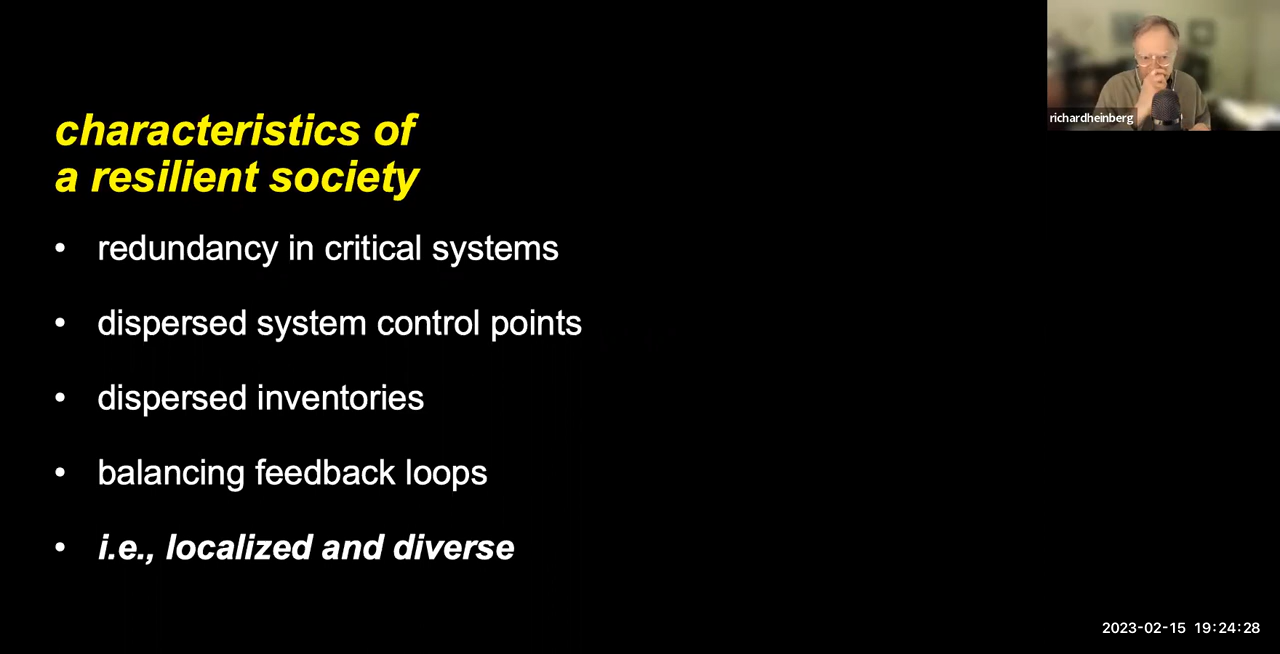 richardheinberg
characteristics of
a resilient society
• redundancy in critical systems
• dispersed system control points
• dispersed inventories
• balancing feedback loops
• i.e., localized and diverse
2023-02-15 19:24:28